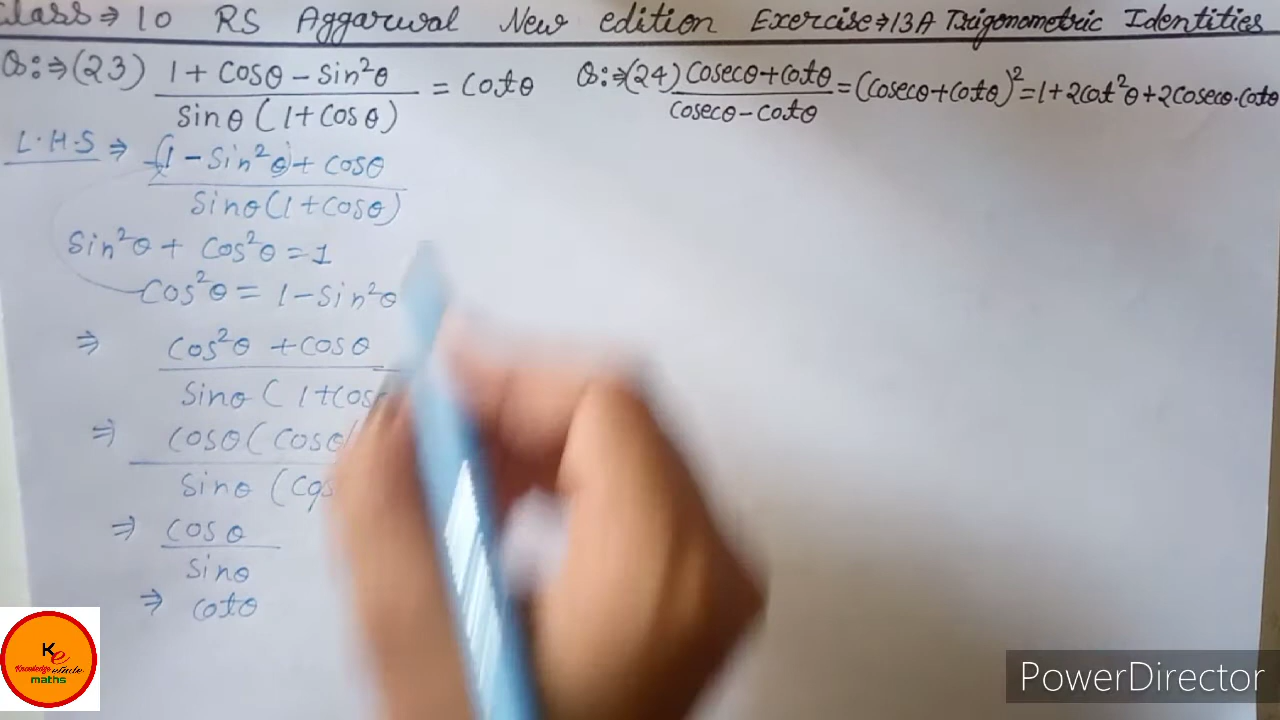 Class⇒10 RS Aggarwal New edition Exercise⇒13A Trigonometric Identities
Q:⇒(23) (1 + Cosθ - Sin²θ) / (Sinθ (1+Cosθ)) = Cotθ
Q:⇒(24) (Cosecθ+Cotθ) / (Cosecθ-Cotθ) = (Cosecθ+Cotθ)² = 1+2Cot²θ+2Cosecθ.Cotθ
L.H.S ⇒ ((1 - Sin²θ) + Cosθ) / (Sinθ (1+Cosθ))
Sin²θ + Cos²θ = 1
Cos²θ = 1 - Sin²θ
⇒ (Cos²θ + Cosθ) / (Sinθ (1+Cos
⇒ Cosθ (Cosθ / Sinθ (Cos
⇒ Cosθ / Sinθ
⇒ Cotθ
Ke
Knowledge
maths
PowerDirector